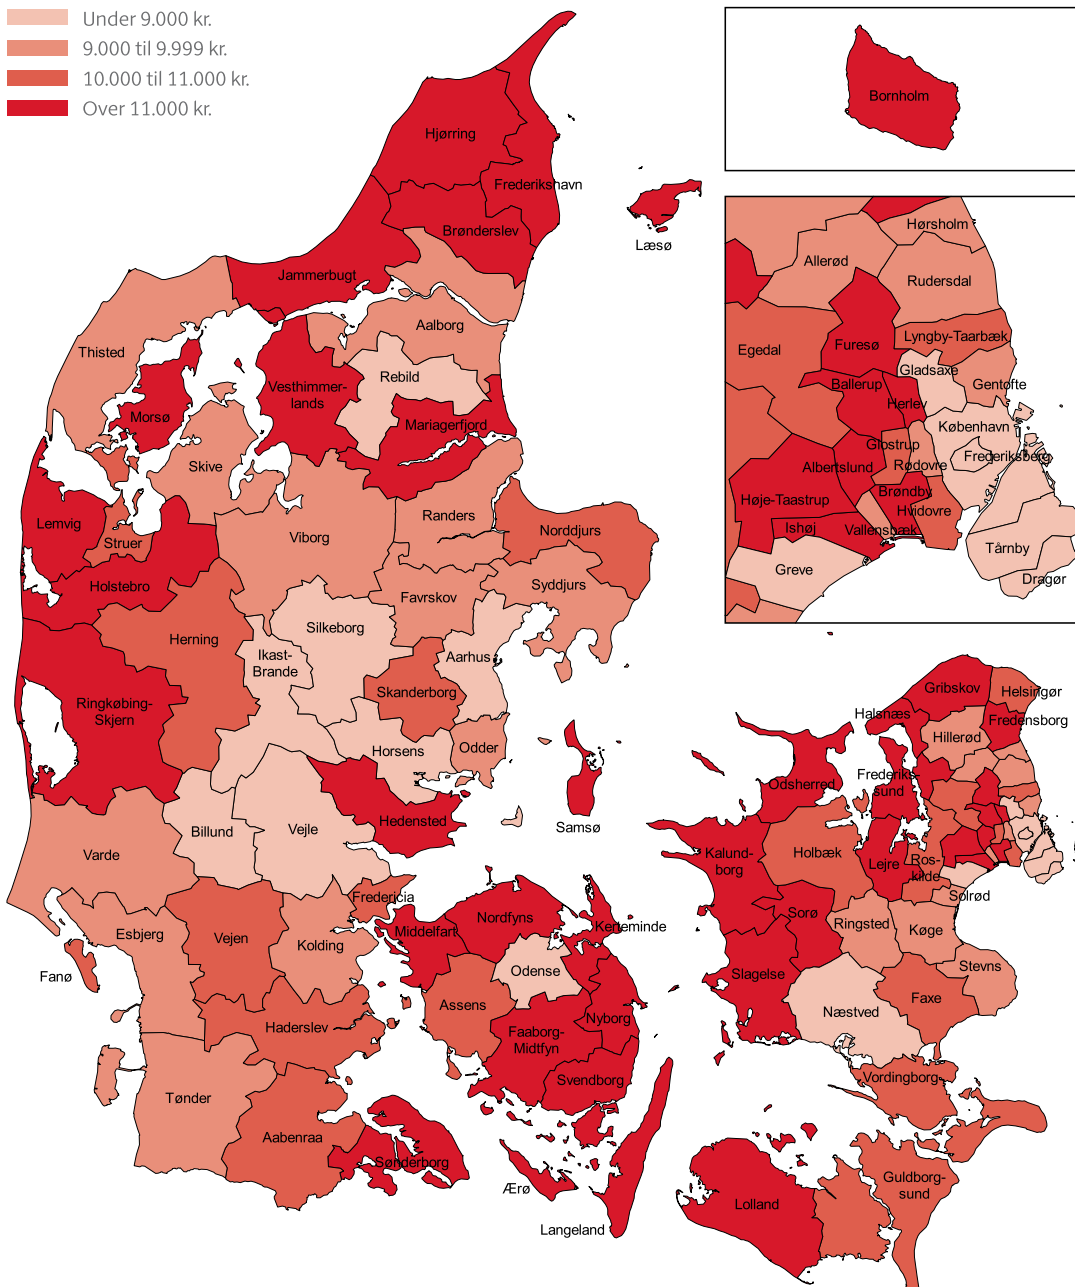 Under 9.000 kr.
9.000 til 9.999 kr.
10.000 til 11.000 kr.
Over 11.000 kr.
Bornholm
Hjørring
Frederikshavn
Brønderslev
Læsø
Jammerbugt
Aalborg
Thisted
Rebild
Vesthimmer-
lands
Morsø
Mariagerfjord
Skive
Randers
Lemvig
Struer
Viborg
Norddjurs
Holstebro
Favrskov
Syddjurs
Silkeborg
Herning
Ikast-
Brande
Aarhus
Skanderborg
Ringkøbing-
Skjern
Horsens
Odder
Hedensted
Samsø
Billund
Vejle
Varde
Fredericia
Esbjerg
Vejen
Kolding
Fanø
Haderslev
Tønder
Aabenraa
Sønderborg
Middelfart
Nordfyns
Kerteminde
Odense
Assens
Faaborg-
Midtfyn
Nyborg
Svendborg
Ærø
Langeland
Hørsholm
Allerød
Rudersdal
Egedal
Furesø
Lyngby-Taarbæk
Gladsaxe
Gentofte
Ballerup
Herlev
København
Glostrup
Frederiksberg
Albertslund
Rødovre
Høje-Taastrup
Brøndby
Hvidovre
Ishøj
Vallensbæk
Tårnby
Greve
Dragør
Gribskov
Helsingør
Halsnæs
Fredensborg
Hillerød
Odsherred
Frederiks-
sund
Kalund-
borg
Holbæk
Lejre
Ros-
kilde
Solrød
Sorø
Ringsted
Køge
Slagelse
Stevns
Næstved
Faxe
Vordingborg
Guldborg-
sund
Lolland